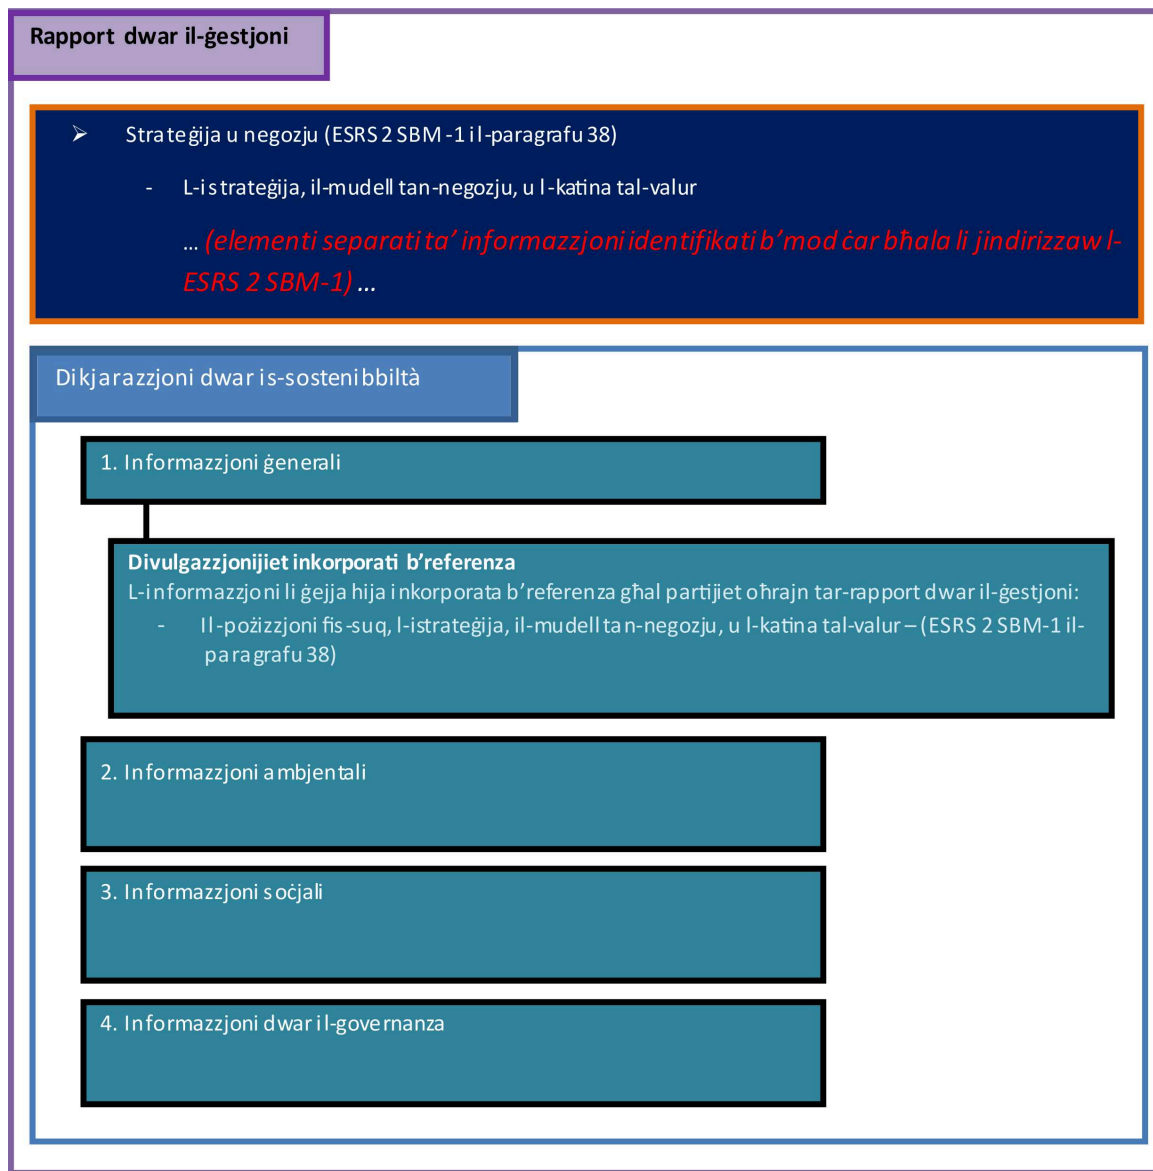 Rapport dwar il-ġestjoni
➢ Strateġija u negozju (ESRS 2 SBM -1 il-paragrafu 38)
- L-istrateġija, il-mudell tan-negozju, u l-katina tal-valur
... (elementi separati ta’ informazzjoni identifikati b’mod ċar bħala li jindirizzaw l-
ESRS 2 SBM-1) ...
Dikjarazzjoni dwar is-sostenibbiltà
1. Informazzjoni ġenerali
Divulgazzjonijiet inkorporati b’referenza
L-informazzjoni li ġejja hija inkorporata b’referenza għal partijiet oħrajn tar-rapport dwar il-ġestjoni:
- Il-pożizzjoni fis-suq, l-istrateġija, il-mudell tan-negozju, u l-katina tal-valur – (ESRS 2 SBM-1 il-
paragrafu 38)
2. Informazzjoni ambjentali
3. Informazzjoni soċjali
4. Informazzjoni dwar il-governanza